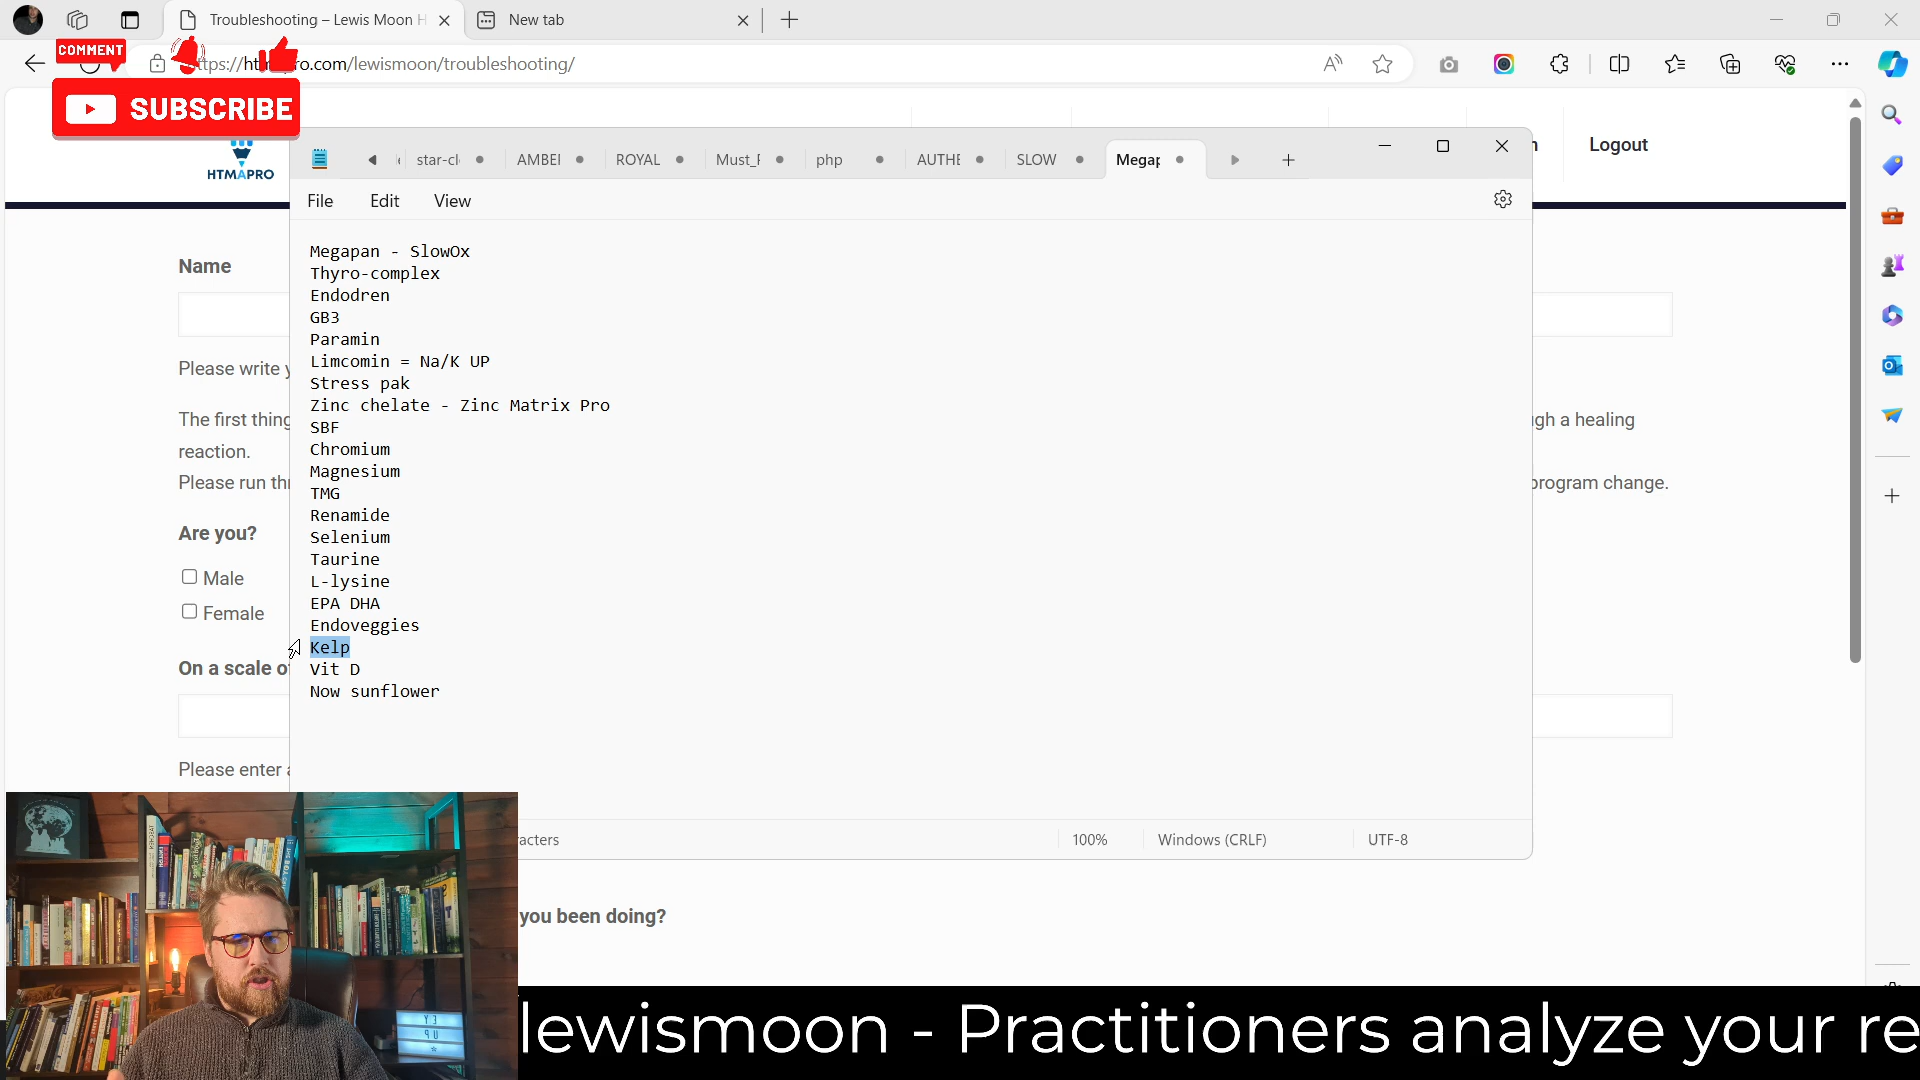 Troubleshooting – Lewis Moon H
New tab
COMMENT
ttps://htmapro.com/lewismoon/troubleshooting/
SUBSCRIBE
HTMAPRO
Logout
star-cl
AMBEI
ROYAL
Must_F
php
AUTHE
SLOW
Megap
File
Edit
View
Megapan - SlowOx
Thyro-complex
Endodren
GB3
Paramin
Limcomin = Na/K UP
Stress pak
Zinc chelate - Zinc Matrix Pro
SBF
Chromium
Magnesium
TMG
Renamide
Selenium
Taurine
L-lysine
EPA DHA
Endoveggies
Kelp
Vit D
Now sunflower
Name
Please write y
The first thing
gh a healing
reaction.
Please run thr
program change.
Are you?
Male
Female
On a scale o
Please enter a
acters
100%
Windows (CRLF)
UTF-8
you been doing?
lewismoon - Practitioners analyze your re